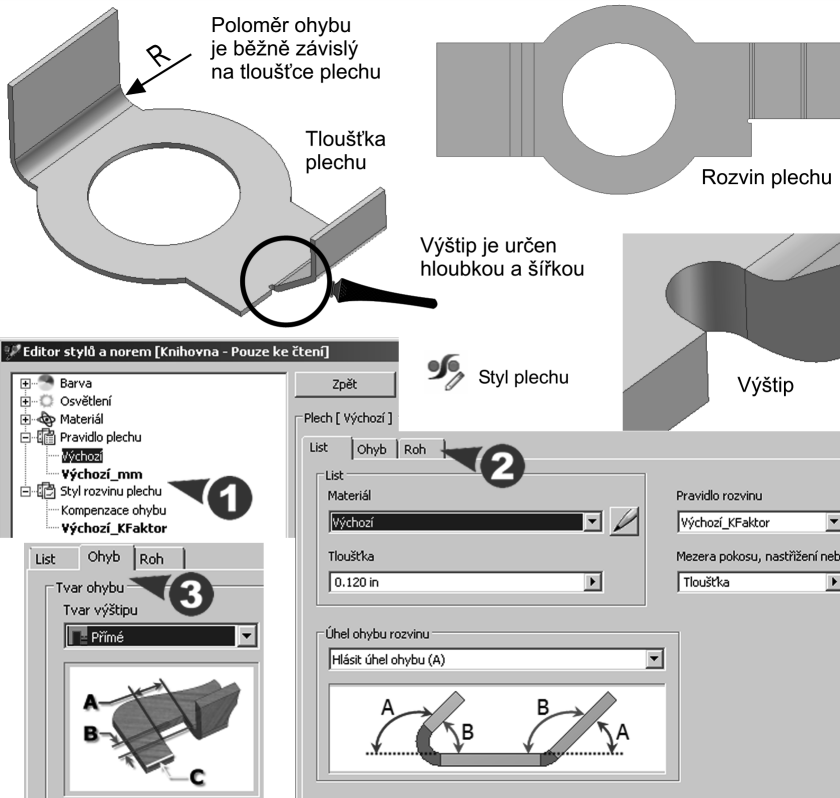 Poloměr ohybu
je běžně závislý
na tloušťce plechu
R
Tloušťka
plechu
Rozvin plechu
Výštip je určen
hloubkou a šířkou
Výštip
Styl plechu
Editor stylů a norem [Knihovna - Pouze ke čtení]
Barva
Osvětlení
Materiál
Pravidlo plechu
Výchozí
Výchozí_mm
Styl rozvinu plechu
Kompenzace ohybu
Výchozí_KFaktor
1
Zpět
Plech [ Výchozí ]
List Ohyb Roh
2
List
Materiál
Výchozí
Tloušťka
0.120 in
Pravidlo rozvinu
Výchozí_KFaktor
Mezera pokosu, nastřižení neb
Tloušťka
Úhel ohybu rozvinu
Hlásit úhel ohybu (A)
A B B A
List Ohyb Roh
3
Tvar ohybu
Tvar výštipu
Přímé
A
B
C